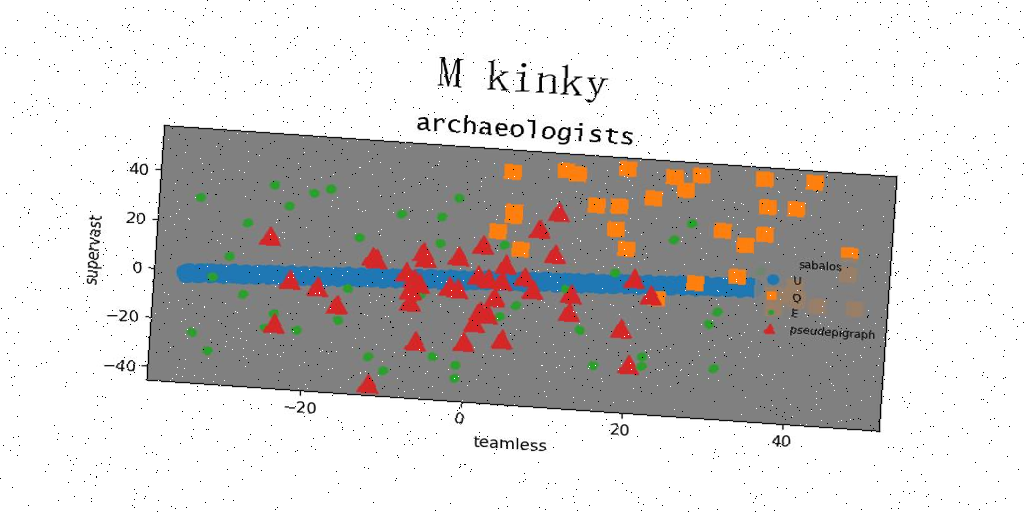 M kinky
archaeologists
40
20
0
−20
−40
supervast
−20
0
20
40
teamless
sabalos
U
Q
E
pseudepigraph